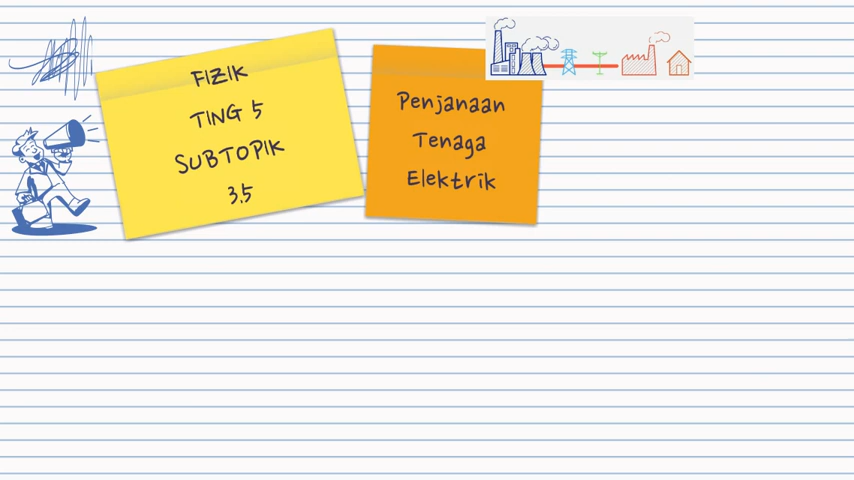 FIZIK
TING 5
SUBTOPIK
3.5
Penjanaan
Tenaga
Elektrik